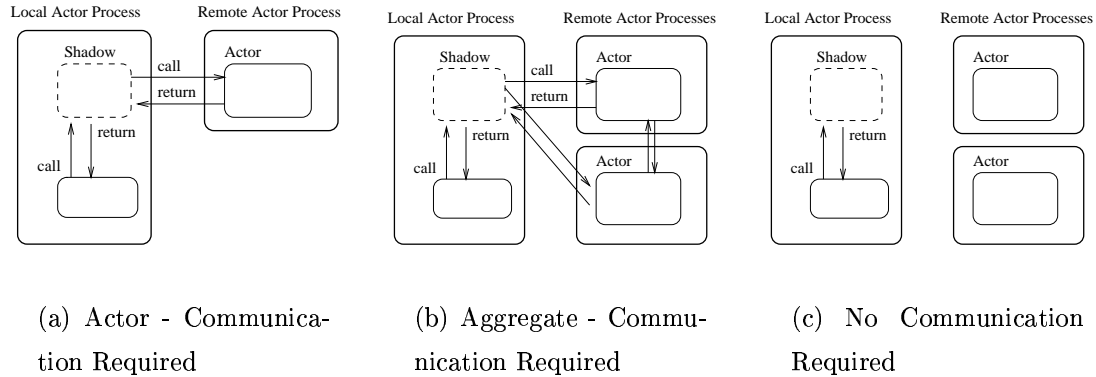 Local Actor Process
Remote Actor Process
Shadow
Actor
call
return
return
call
Local Actor Process
Remote Actor Processes
Shadow
Actor
call
return
return
call
Actor
Local Actor Process
Remote Actor Processes
Shadow
Actor
return
call
Actor
(a) Actor - Communica-
tion Required
(b) Aggregate - Commu-
nication Required
(c) No Communication
Required